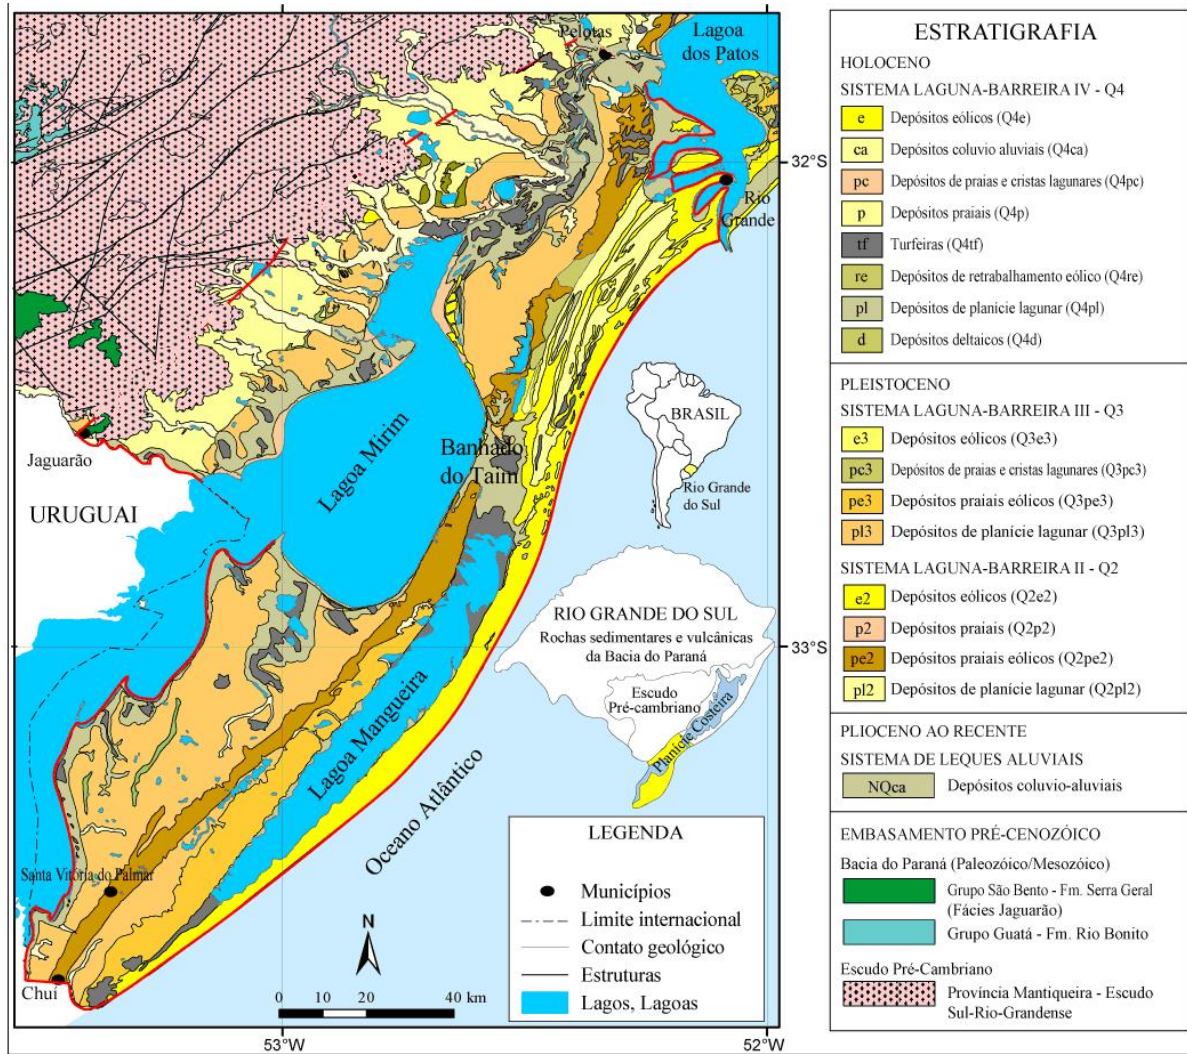 Pelotas
Lagoa
dos Patos
32°S
Rio
Grande
Jaguarão
URUGUAI
Lagoa Mirim
Banhado
do Taim
BRASIL
Rio Grande
do Sul
RIO GRANDE DO SUL
Rochas sedimentares e vulcânicas
da Bacia do Paraná
Escudo
Pré-cambriano
Planície Costeira
33°S
Lagoa Mangueira
Oceano Atlântico
Santa Vitória do Palmar
Chuí
N
0 10 20 40 km
LEGENDA
Municípios
Limite internacional
Contato geológico
Estruturas
Lagos, Lagoas
53°W
52°W
ESTRATIGRAFIA
HOLOCENO
SISTEMA LAGUNA-BARREIRA IV - Q4
e Depósitos eólicos (Q4e)
ca Depósitos coluvio aluviais (Q4ca)
pc Depósitos de praias e cristas lagunares (Q4pc)
p Depósitos praiais (Q4p)
tf Turfeiras (Q4tf)
re Depósitos de retrabalhamento eólico (Q4re)
pl Depósitos de planície lagunar (Q4pl)
d Depósitos deltaicos (Q4d)
PLEISTOCENO
SISTEMA LAGUNA-BARREIRA III - Q3
e3 Depósitos eólicos (Q3e3)
pc3 Depósitos de praias e cristas lagunares (Q3pc3)
pe3 Depósitos praiais eólicos (Q3pe3)
pl3 Depósitos de planície lagunar (Q3pl3)
SISTEMA LAGUNA-BARREIRA II - Q2
e2 Depósitos eólicos (Q2e2)
p2 Depósitos praiais (Q2p2)
pe2 Depósitos praiais eólicos (Q2pe2)
pl2 Depósitos de planície lagunar (Q2pl2)
PLIOCENO AO RECENTE
SISTEMA DE LEQUES ALUVIAIS
NQca Depósitos coluvio-aluviais
EMBASAMENTO PRÉ-CENOZÓICO
Bacia do Paraná (Paleozóico/Mesozóico)
Grupo São Bento - Fm. Serra Geral
(Fácies Jaguarão)
Grupo Guatá - Fm. Rio Bonito
Escudo Pré-Cambriano
Província Mantiqueira - Escudo
Sul-Rio-Grandense